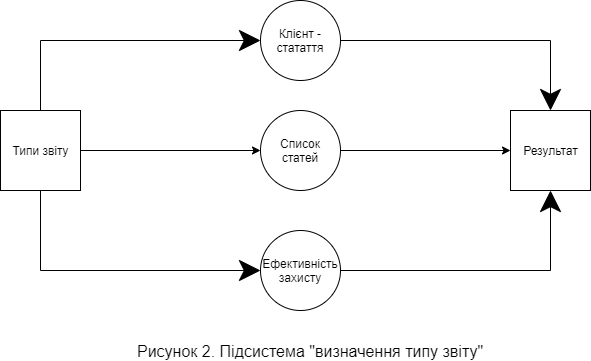 Клієнт -
статаття
Типи звіту
Список
статей
Результат
Ефективність
захисту
Рисунок 2. Підсистема "визначення типу звіту"